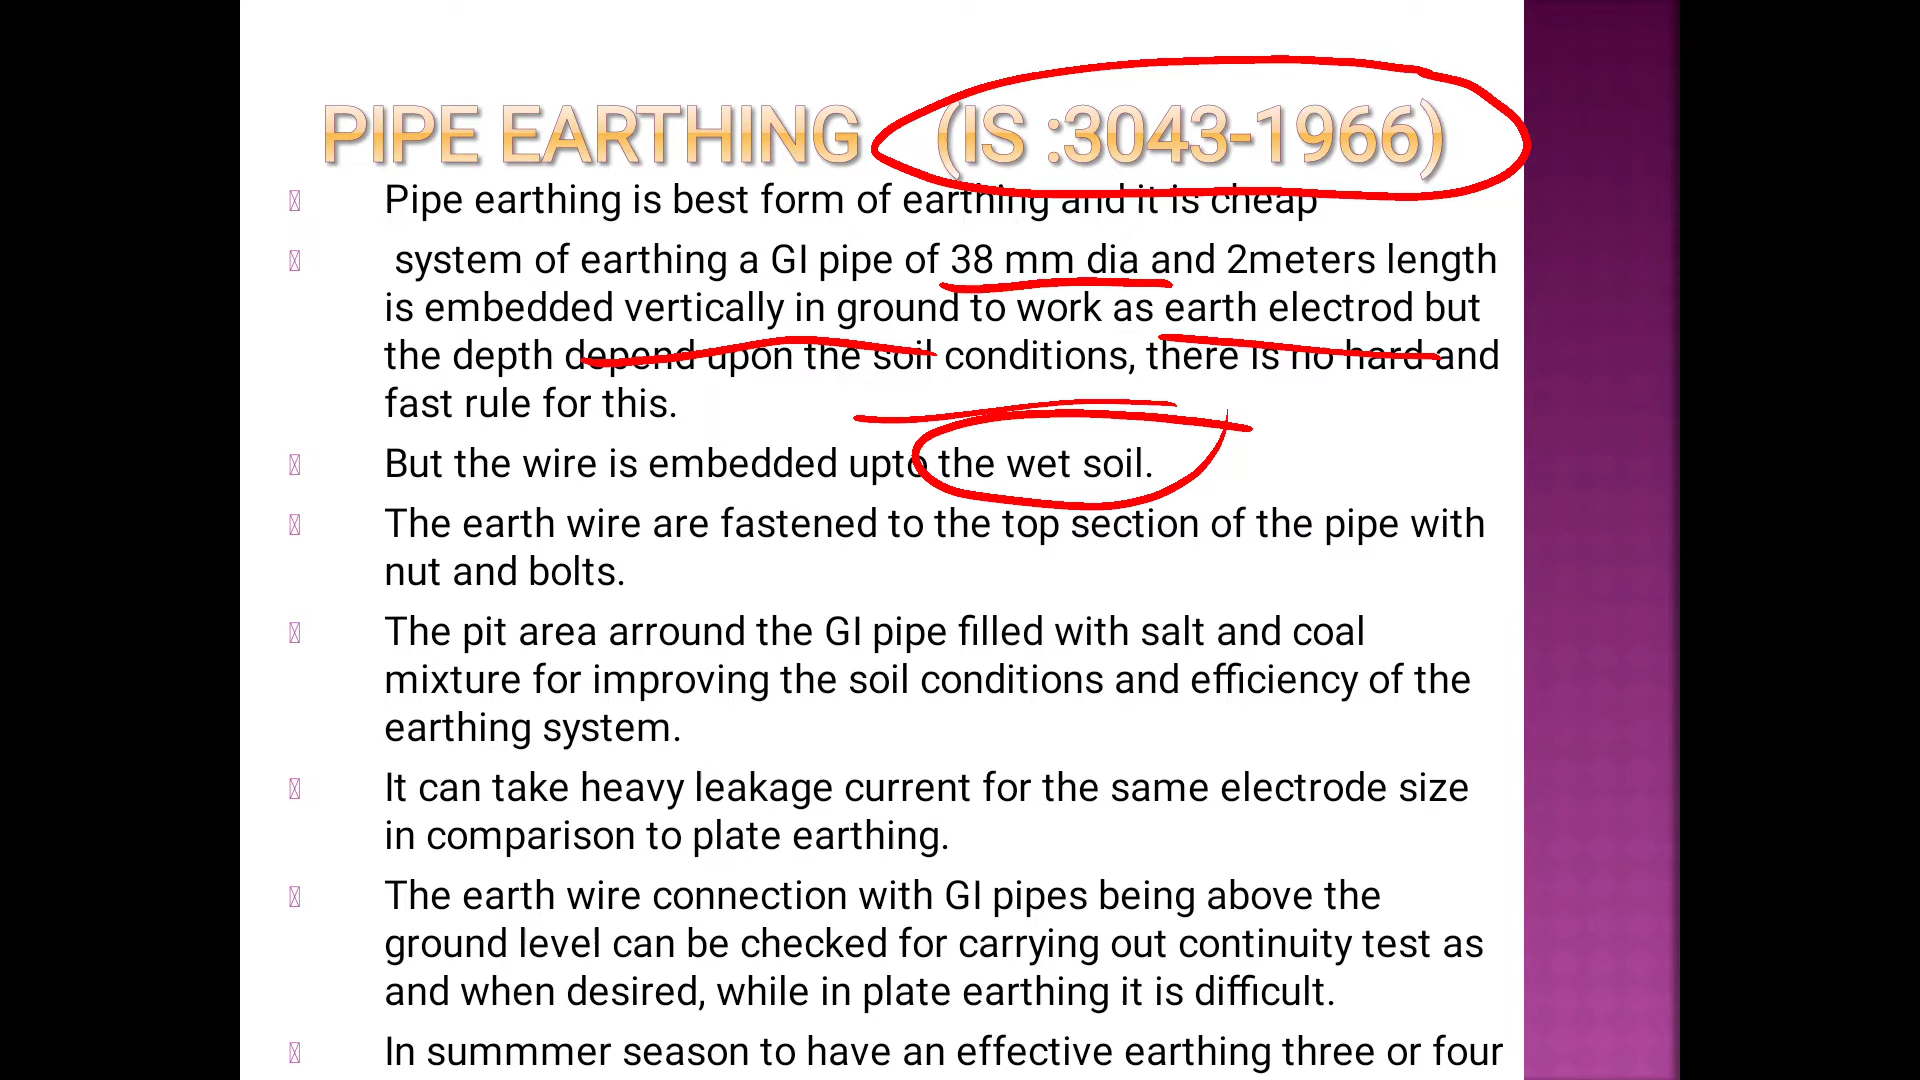 PIPE EARTHING (IS :3043-1966)
Pipe earthing is best form of earthing and it is cheap
system of earthing a GI pipe of 38 mm dia and 2meters length
is embedded vertically in ground to work as earth electrod but
the depth depend upon the soil conditions, there is no hard and
fast rule for this.
But the wire is embedded upto the wet soil.
The earth wire are fastened to the top section of the pipe with
nut and bolts.
The pit area arround the GI pipe filled with salt and coal
mixture for improving the soil conditions and efficiency of the
earthing system.
It can take heavy leakage current for the same electrode size
in comparison to plate earthing.
The earth wire connection with GI pipes being above the
ground level can be checked for carrying out continuity test as
and when desired, while in plate earthing it is difficult.
In summmer season to have an effective earthing three or four